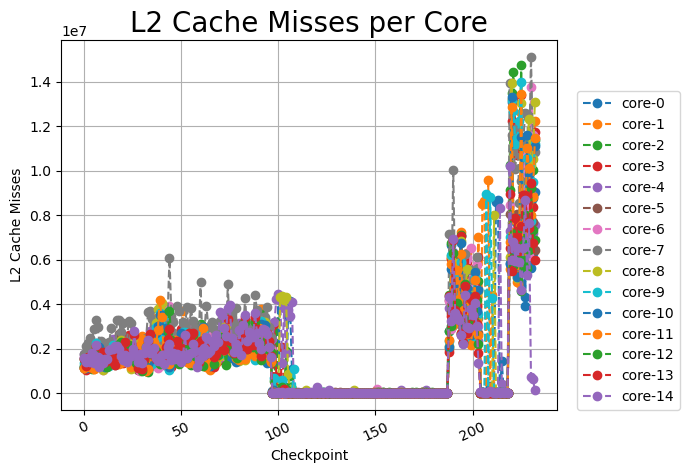 L2 Cache Misses per Core
1e7
1.4
1.2
1.0
0.8
0.6
0.4
0.2
0.0
L2 Cache Misses
0
50
100
150
200
Checkpoint
core-0
core-1
core-2
core-3
core-4
core-5
core-6
core-7
core-8
core-9
core-10
core-11
core-12
core-13
core-14